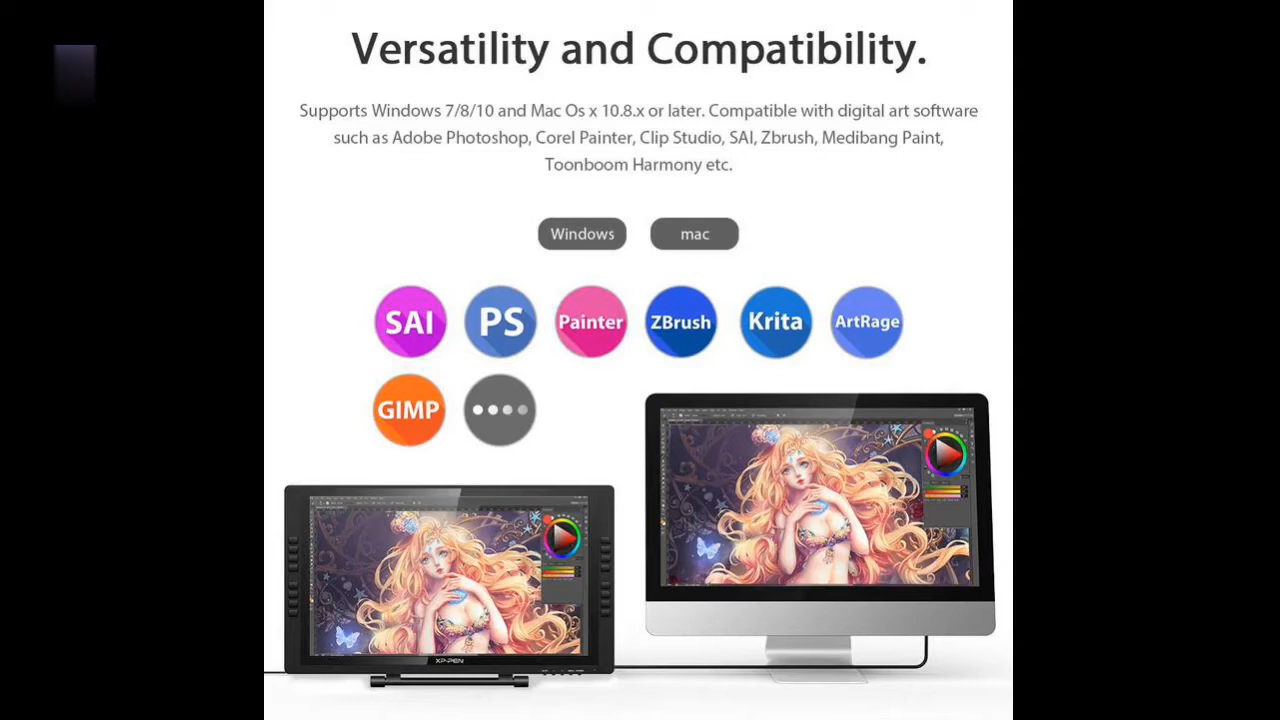 Versatility and Compatibility.
Supports Windows 7/8/10 and Mac Os x 10.8.x or later. Compatible with digital art software
such as Adobe Photoshop, Corel Painter, Clip Studio, SAI, Zbrush, Medibang Paint,
Toonboom Harmony etc.
Windows mac
SAI PS Painter ZBrush Krita ArtRage
GIMP
XP-PEN